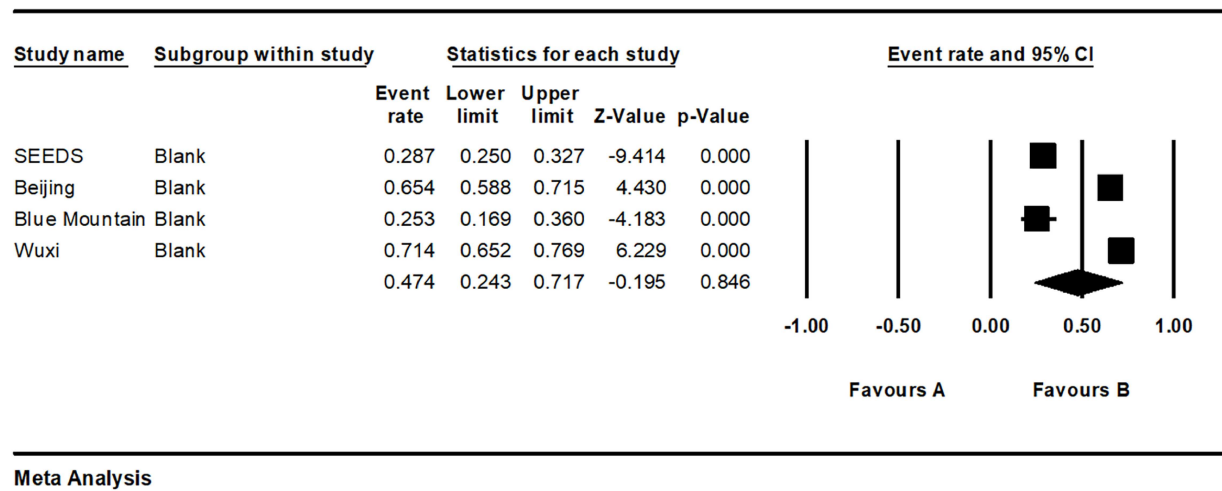 Study name Subgroup within study Statistics for each study Event rate and 95% CI
Event Lower Upper
rate limit limit Z-Value p-Value
SEEDS Blank 0.287 0.250 0.327 -9.414 0.000
Beijing Blank 0.654 0.588 0.715 4.430 0.000
Blue Mountain Blank 0.253 0.169 0.360 -4.183 0.000
Wuxi Blank 0.714 0.652 0.769 6.229 0.000
0.474 0.243 0.717 -0.195 0.846
-1.00 -0.50 0.00 0.50 1.00
Favours A Favours B
Meta Analysis